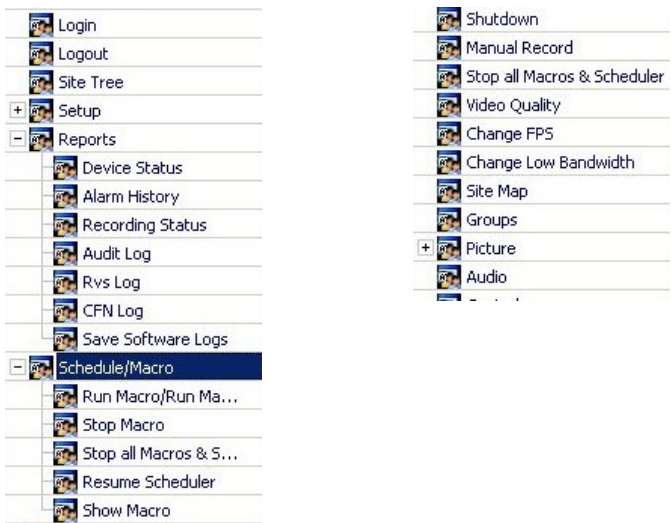 Login
Logout
Site Tree
Setup
Reports
Device Status
Alarm History
Recording Status
Audit Log
Rvs Log
CFN Log
Save Software Logs
Schedule/Macro
Run Macro/Run Ma...
Stop Macro
Stop all Macros & S...
Resume Scheduler
Show Macro
Shutdown
Manual Record
Stop all Macros & Scheduler
Video Quality
Change FPS
Change Low Bandwidth
Site Map
Groups
Picture
Audio